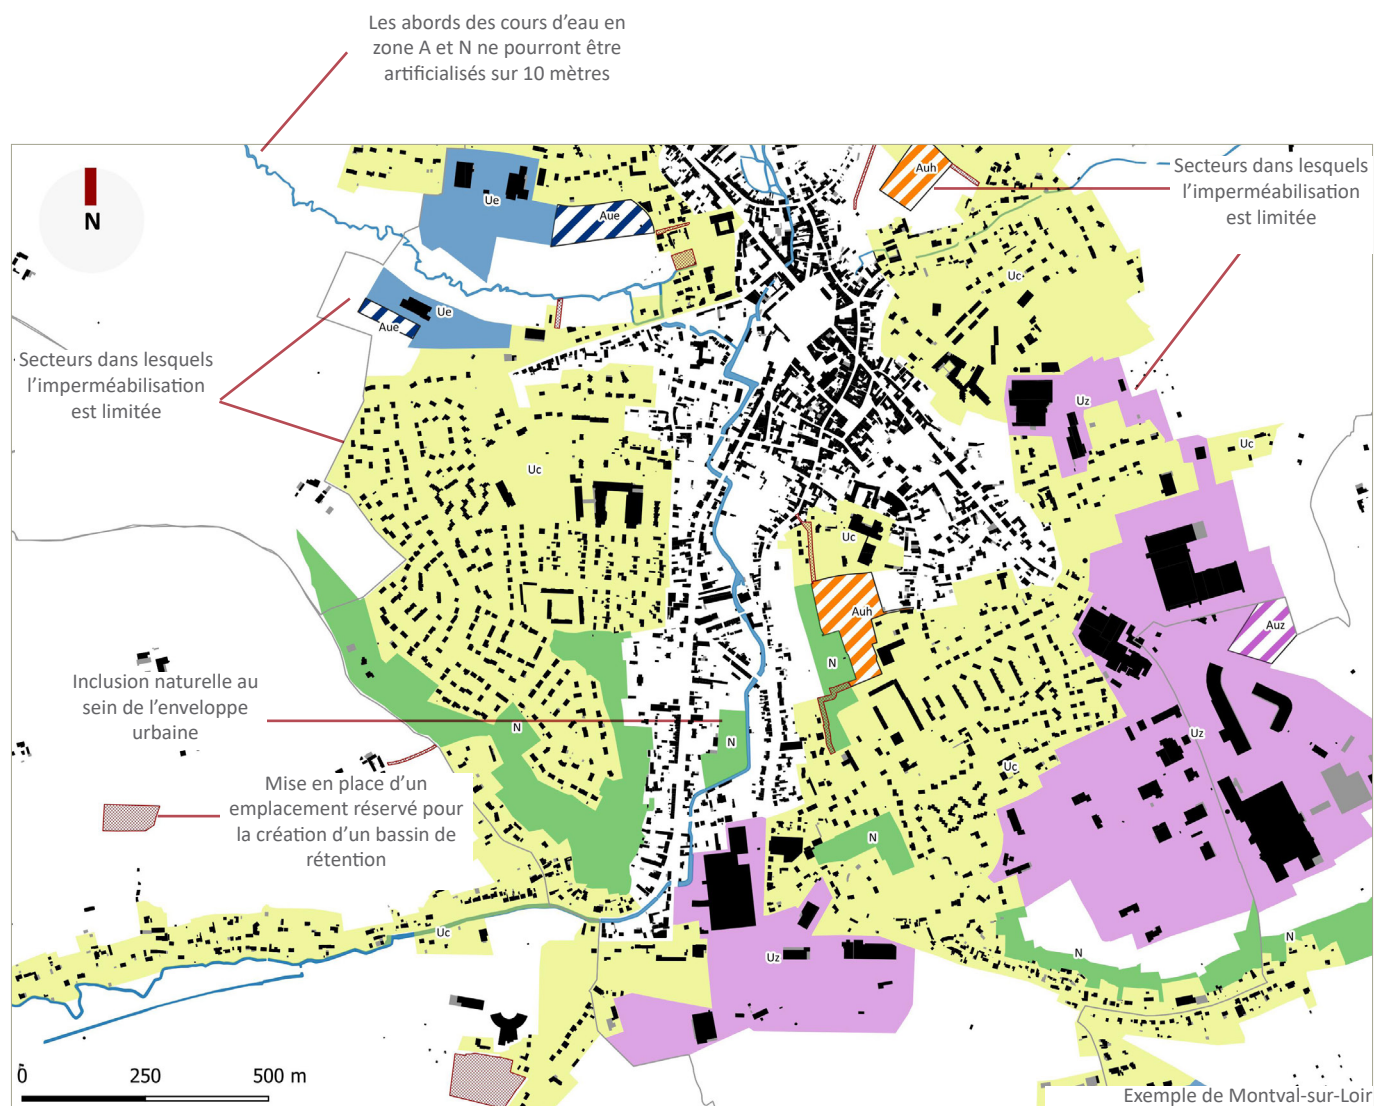 Les abords des cours d’eau en
zone A et N ne pourront être
artificialisés sur 10 mètres
N
Secteurs dans lesquels
l’imperméabilisation
est limitée
Auh
Ue
Aue
Ue
Aue
Uc
Uz
Uc
Secteurs dans lesquels
l’imperméabilisation
est limitée
Uc
Uc
Auh
Auz
N
Inclusion naturelle au
sein de l’enveloppe
urbaine
N
N
Uz
Uc
Mise en place d’un
emplacement réservé pour
la création d’un bassin de
rétention
N
Uc
N
N
Uz
0 250 500 m
Exemple de Montval-sur-Loir